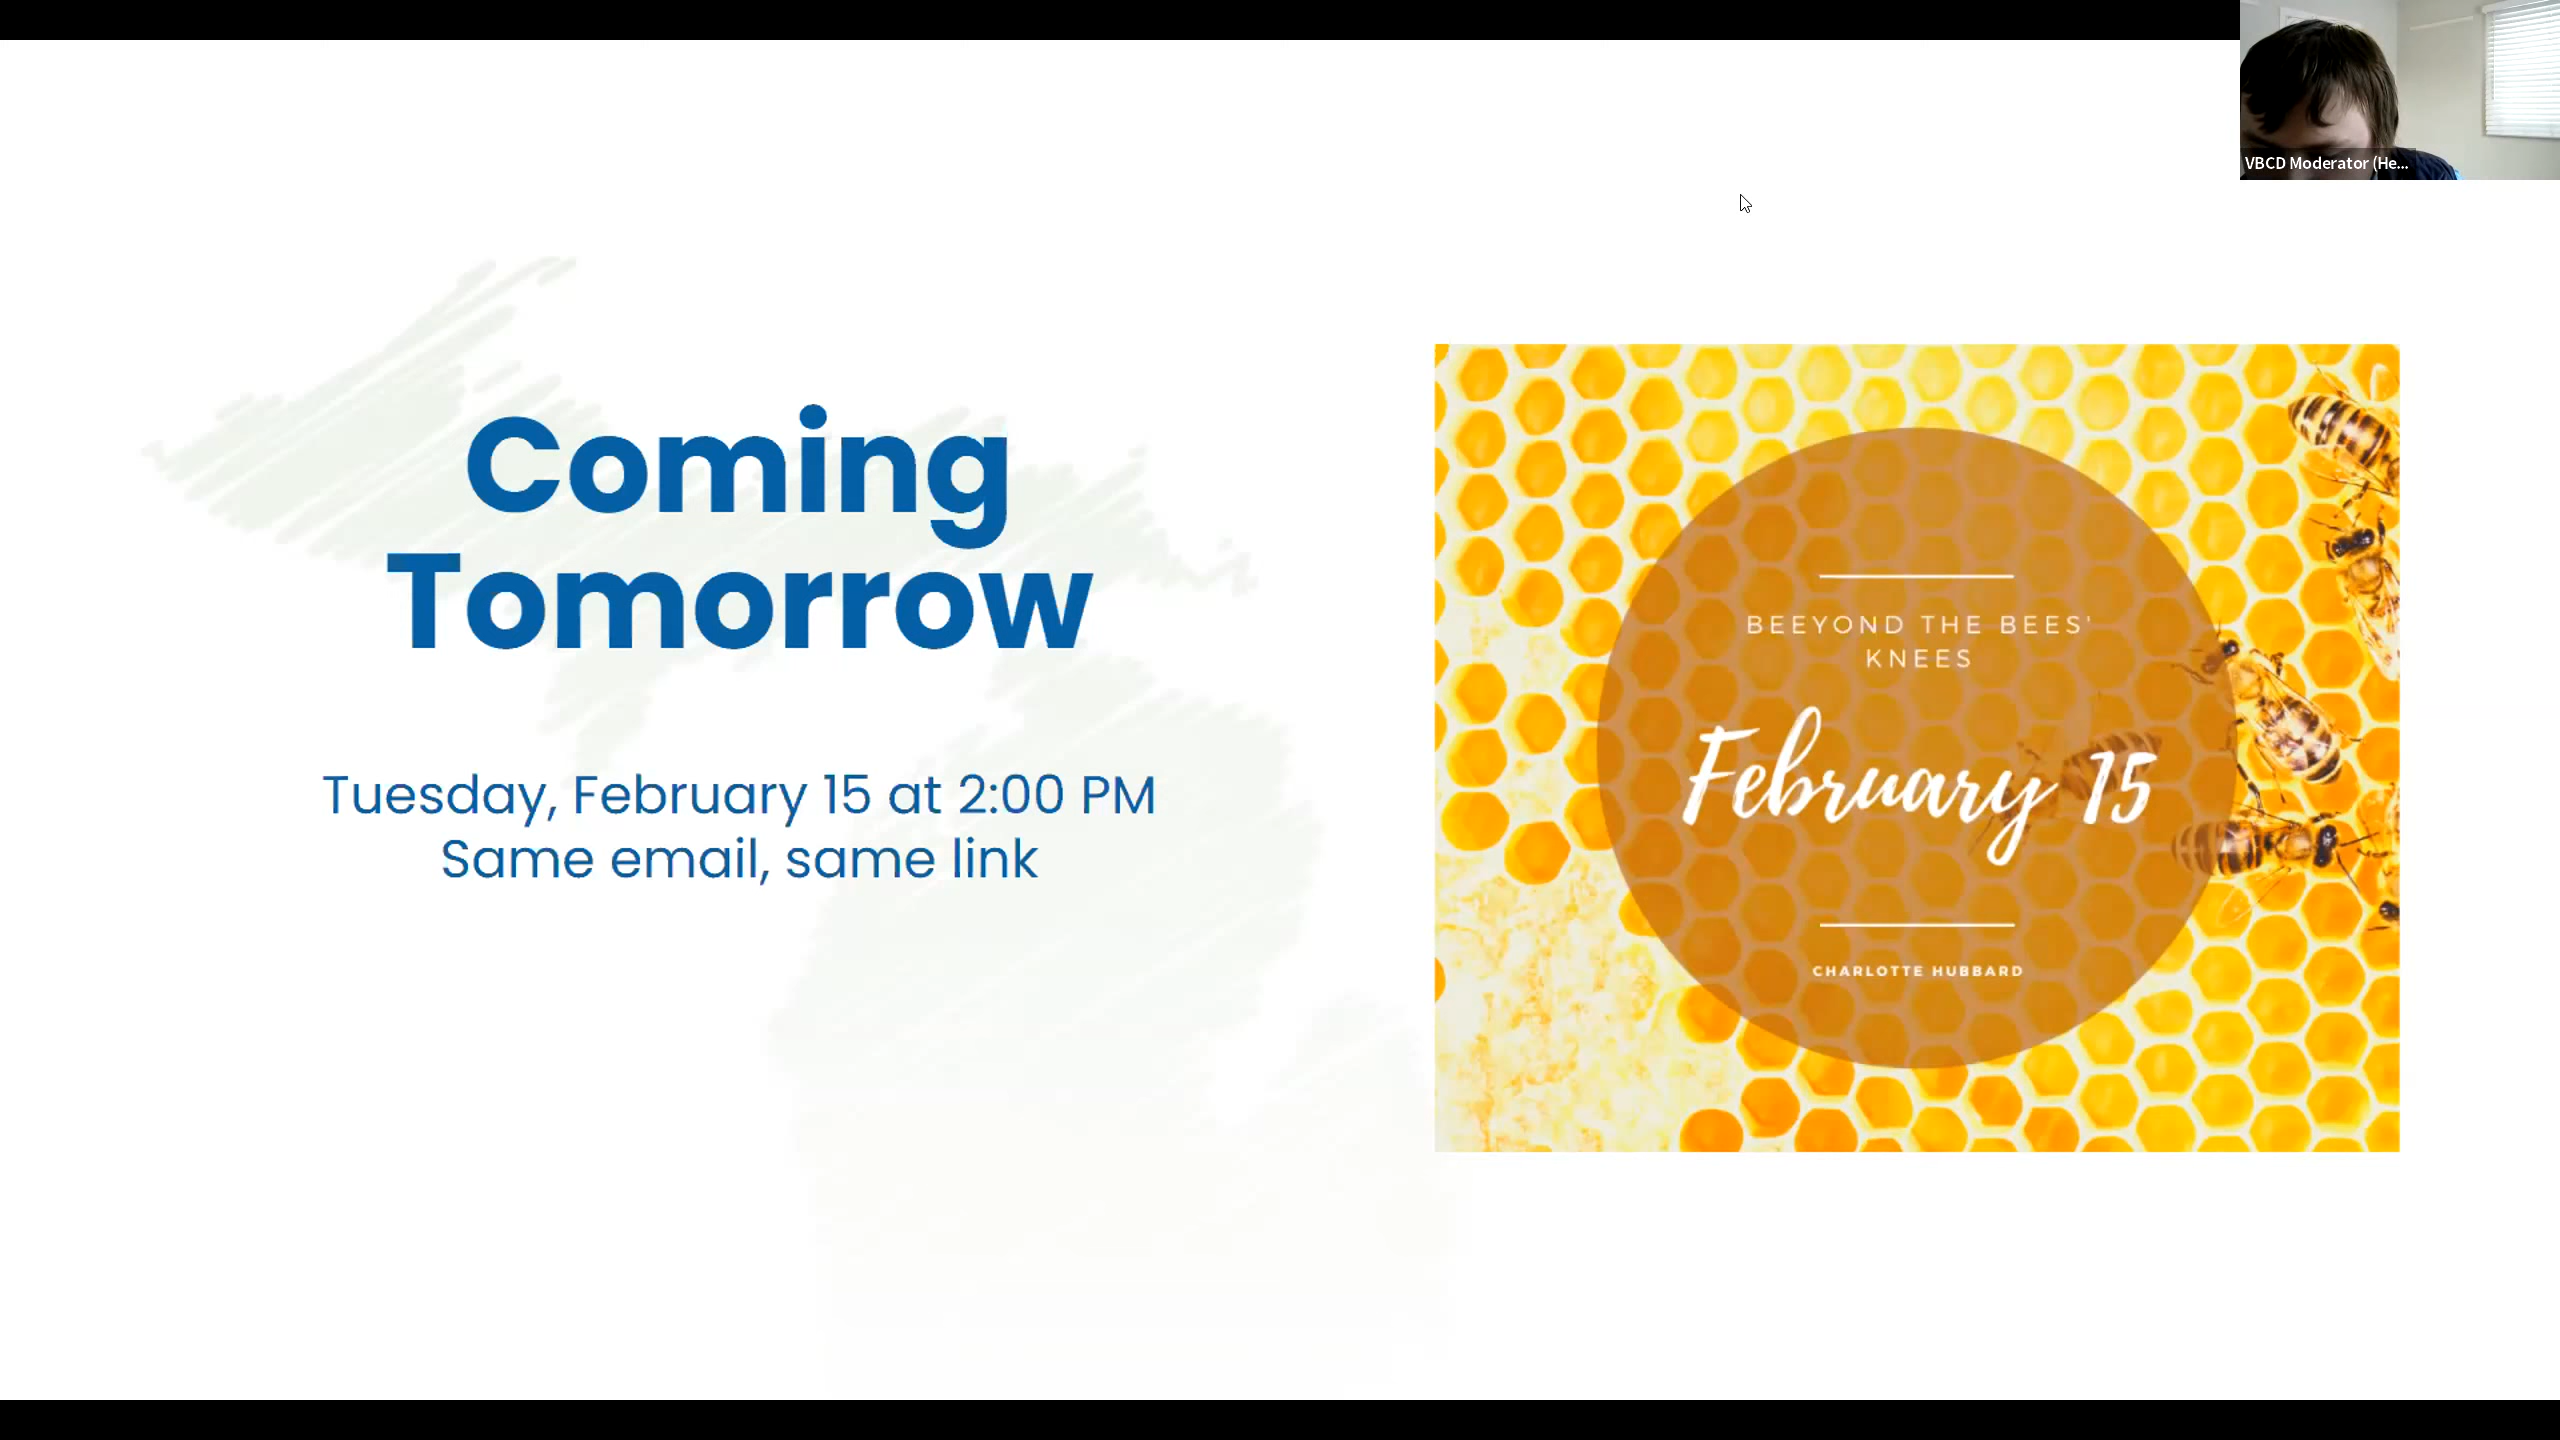 VBCD Moderator (He...
Coming
Tomorrow
Tuesday, February 15 at 2:00 PM
Same email, same link
BEEYOND THE BEES'
KNEES
February 15
CHARLOTTE HUBBARD